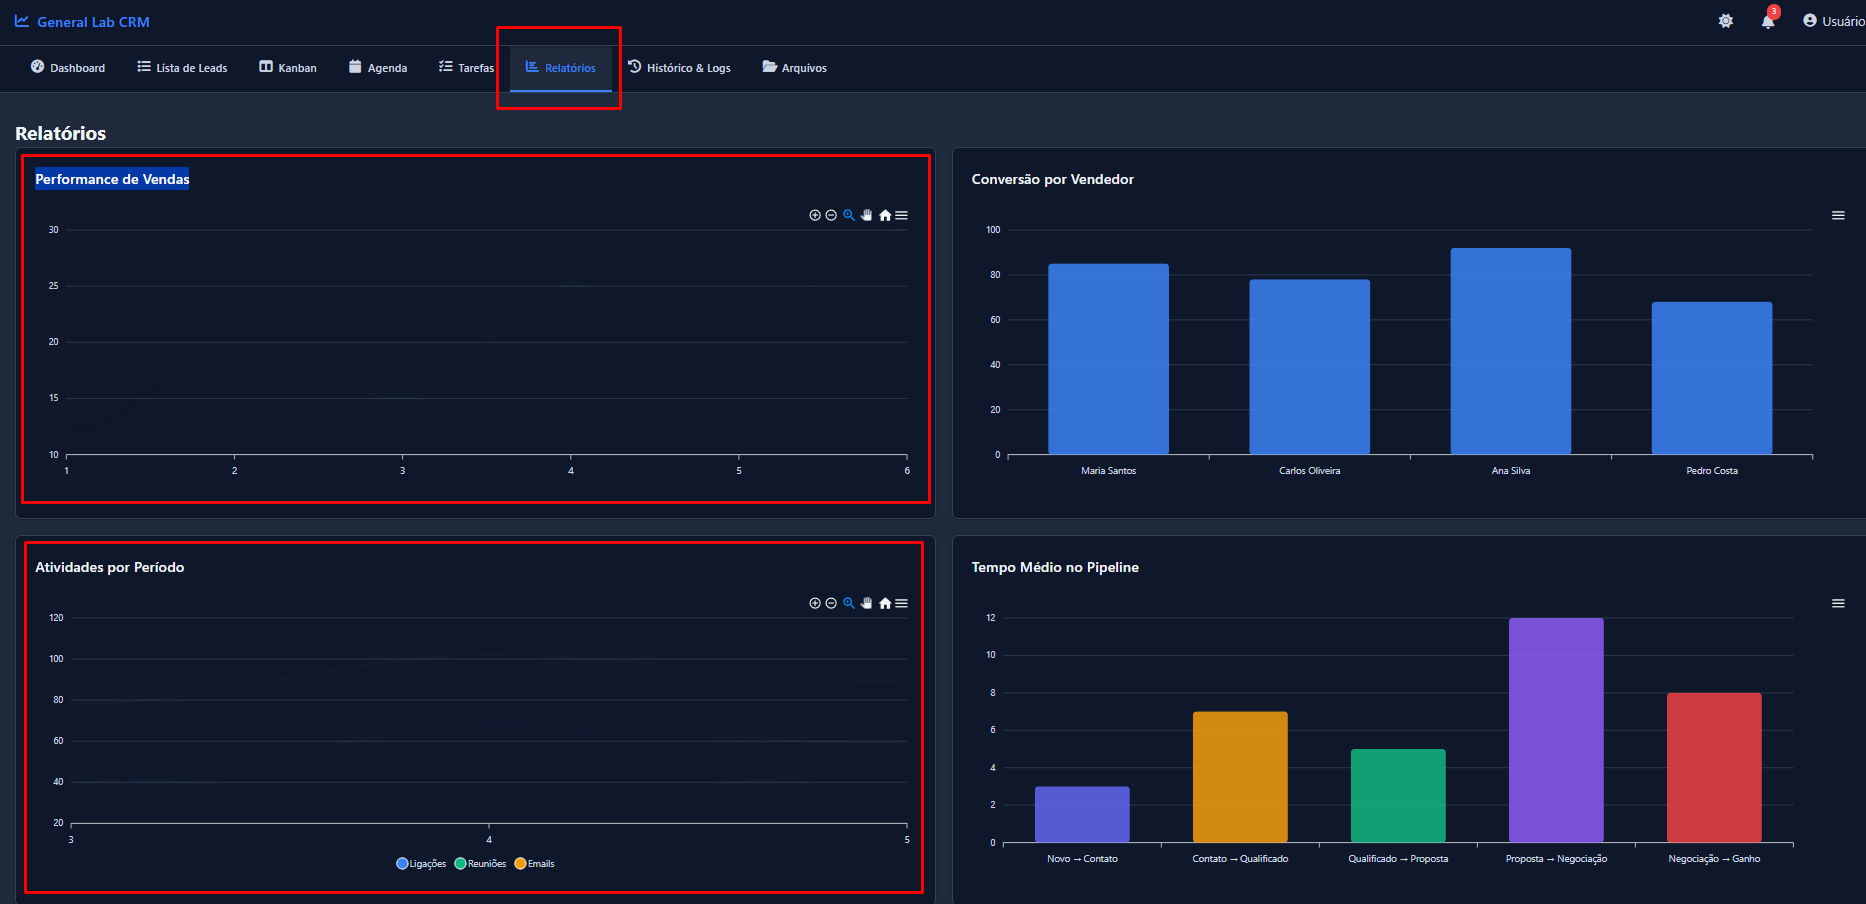 General Lab CRM
3
Usuário
Dashboard
Lista de Leads
Kanban
Agenda
Tarefas
Relatórios
Histórico & Logs
Arquivos
Relatórios
Performance de Vendas
30
25
20
15
10
1 2 3 4 5 6
Conversão por Vendedor
100
80
60
40
20
0
Maria Santos Carlos Oliveira Ana Silva Pedro Costa
Atividades por Período
120
100
80
60
40
20
3 4 5
Ligações Reuniões Emails
Tempo Médio no Pipeline
12
10
8
6
4
2
0
Novo → Contato Contato → Qualificado Qualificado → Proposta Proposta → Negociação Negociação → Ganho